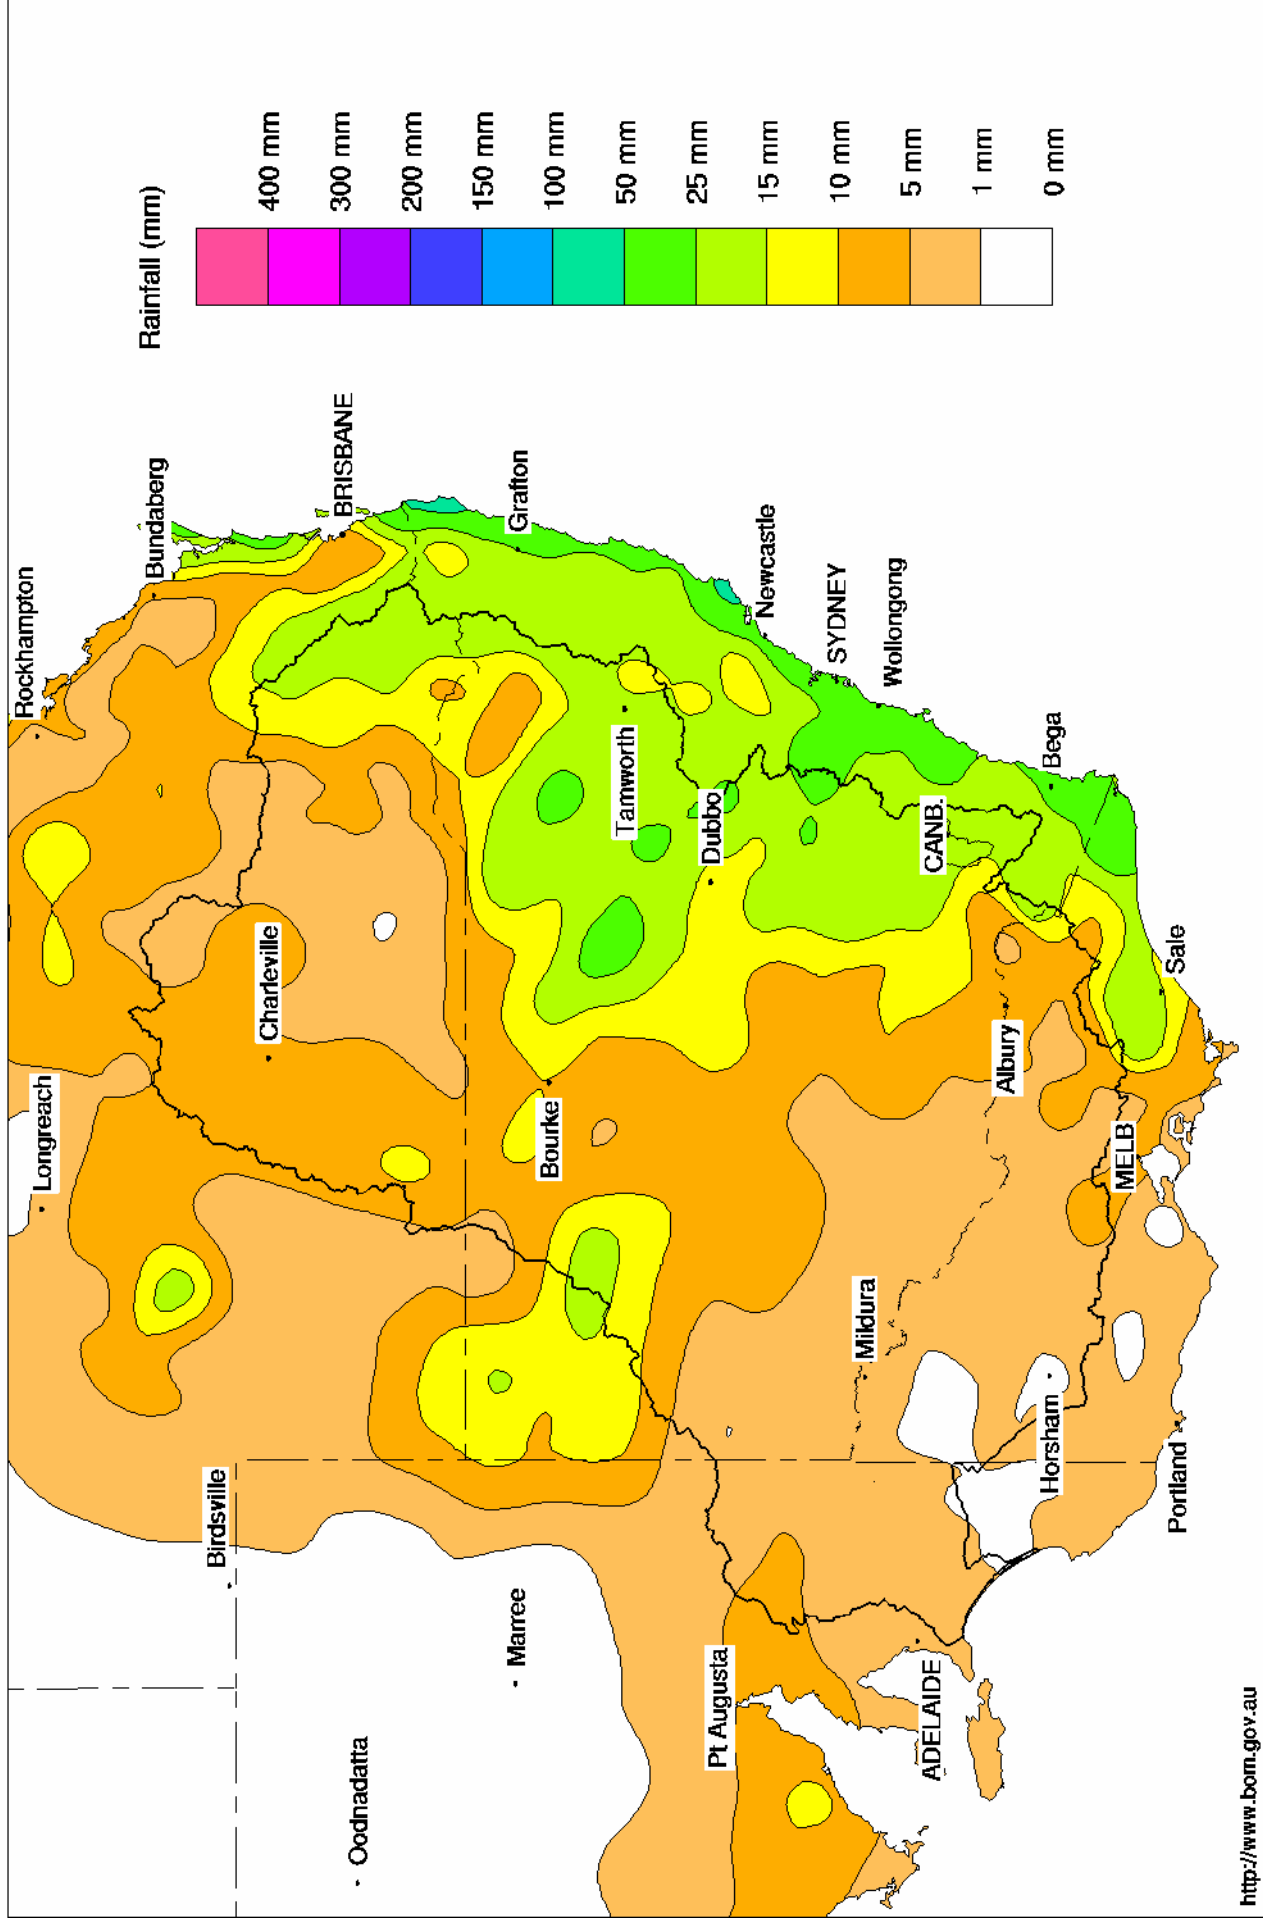 Rainfall (mm)
400 mm
300 mm
200 mm
150 mm
100 mm
50 mm
25 mm
15 mm
10 mm
5 mm
1 mm
0 mm
Rockhampton
Bundaberg
BRISBANE
Grafton
Newcastle
SYDNEY
Wollongong
Bega
Tamworth
Dubbo
CANB.
Charleville
Longreach
Bourke
Albury
Sale
MELB
Mildura
Horsham
Portland
Birdsville
Marree
Pt Augusta
ADELAIDE
Oodnadatta
http://www.bom.gov.au